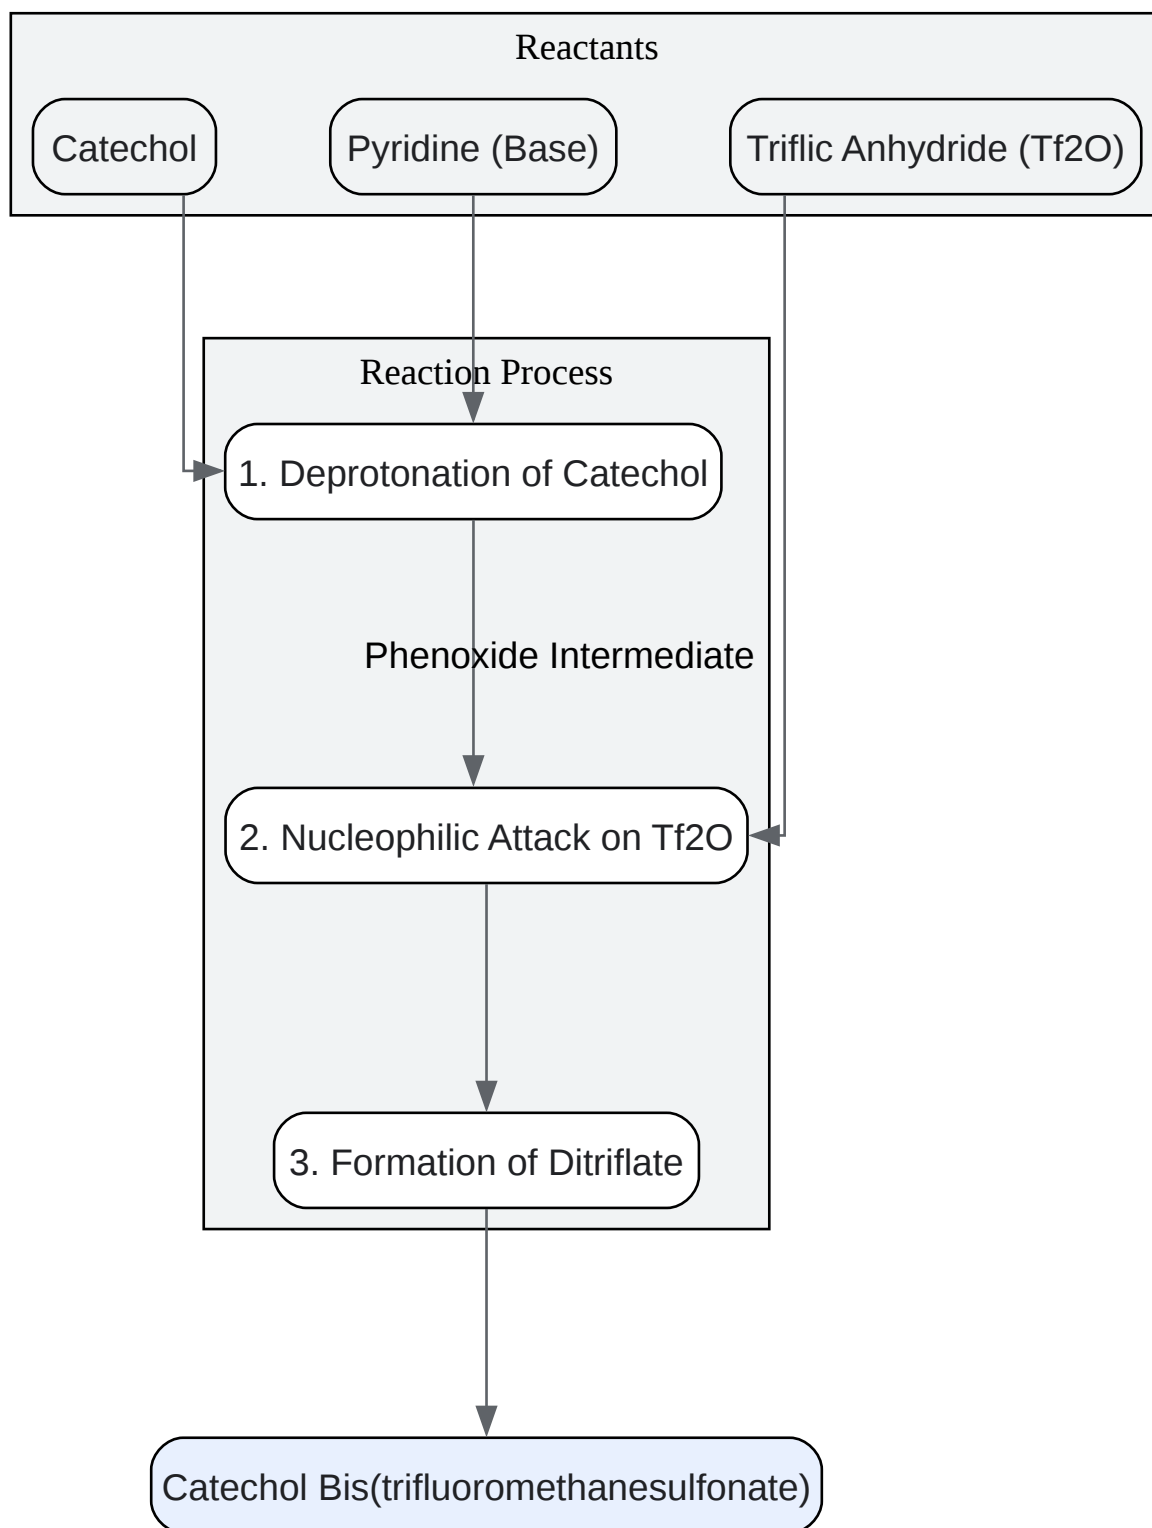 Reactants
Catechol
Pyridine (Base)
Triflic Anhydride (Tf2O)
Reaction Process
1. Deprotonation of Catechol
Phenoxide Intermediate
2. Nucleophilic Attack on Tf2O
3. Formation of Ditriflate
Catechol Bis(trifluoromethanesulfonate)